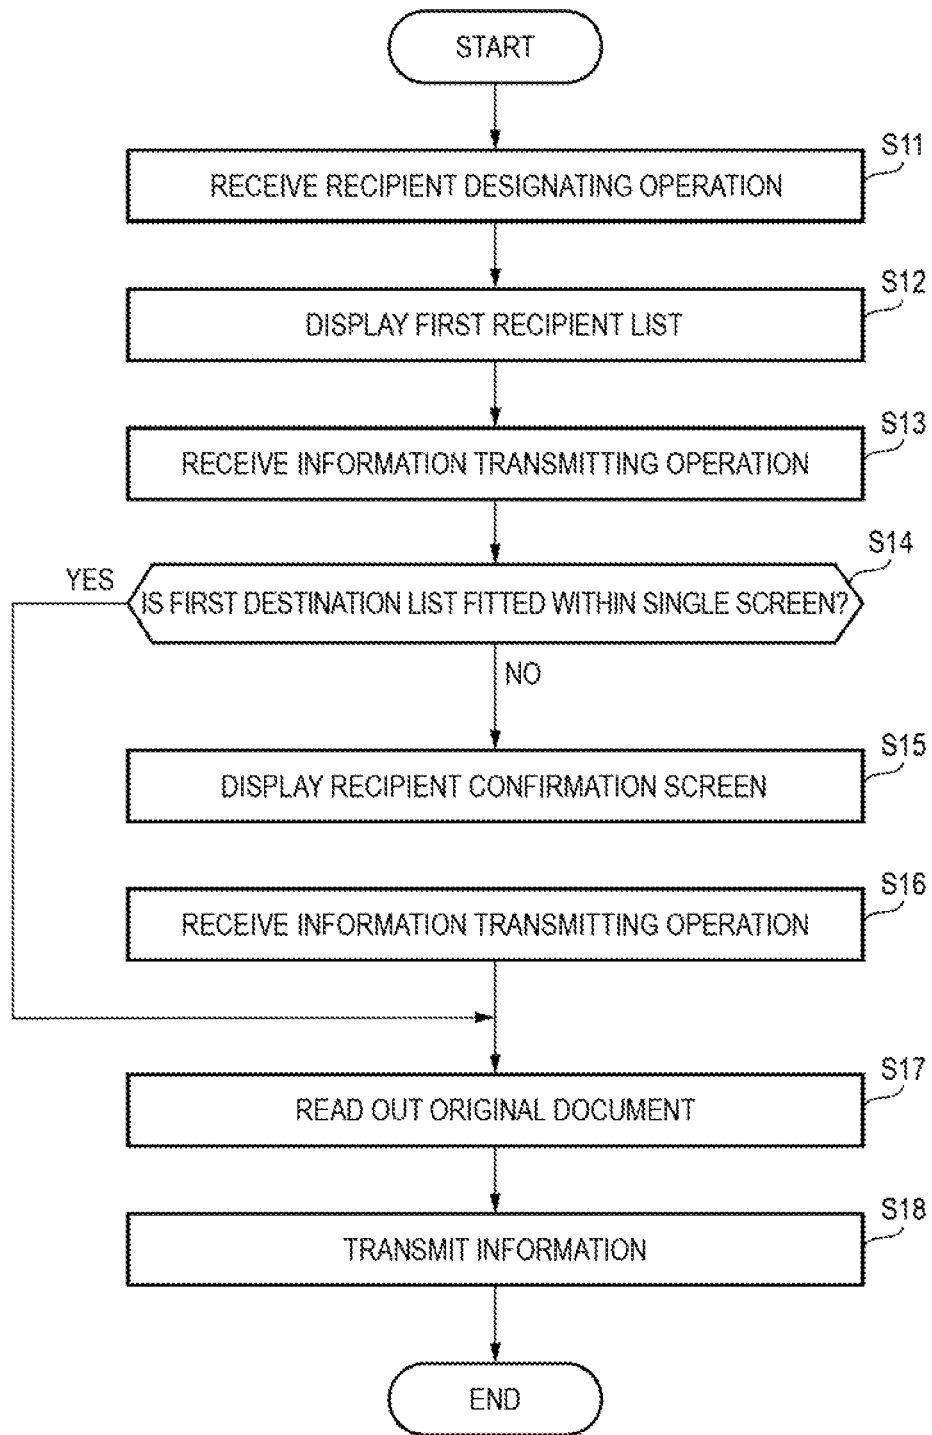 START
S11
RECEIVE RECIPIENT DESIGNATING OPERATION
S12
DISPLAY FIRST RECIPIENT LIST
S13
RECEIVE INFORMATION TRANSMITTING OPERATION
S14
YES
IS FIRST DESTINATION LIST FITTED WITHIN SINGLE SCREEN?
NO
S15
DISPLAY RECIPIENT CONFIRMATION SCREEN
S16
RECEIVE INFORMATION TRANSMITTING OPERATION
S17
READ OUT ORIGINAL DOCUMENT
S18
TRANSMIT INFORMATION
END